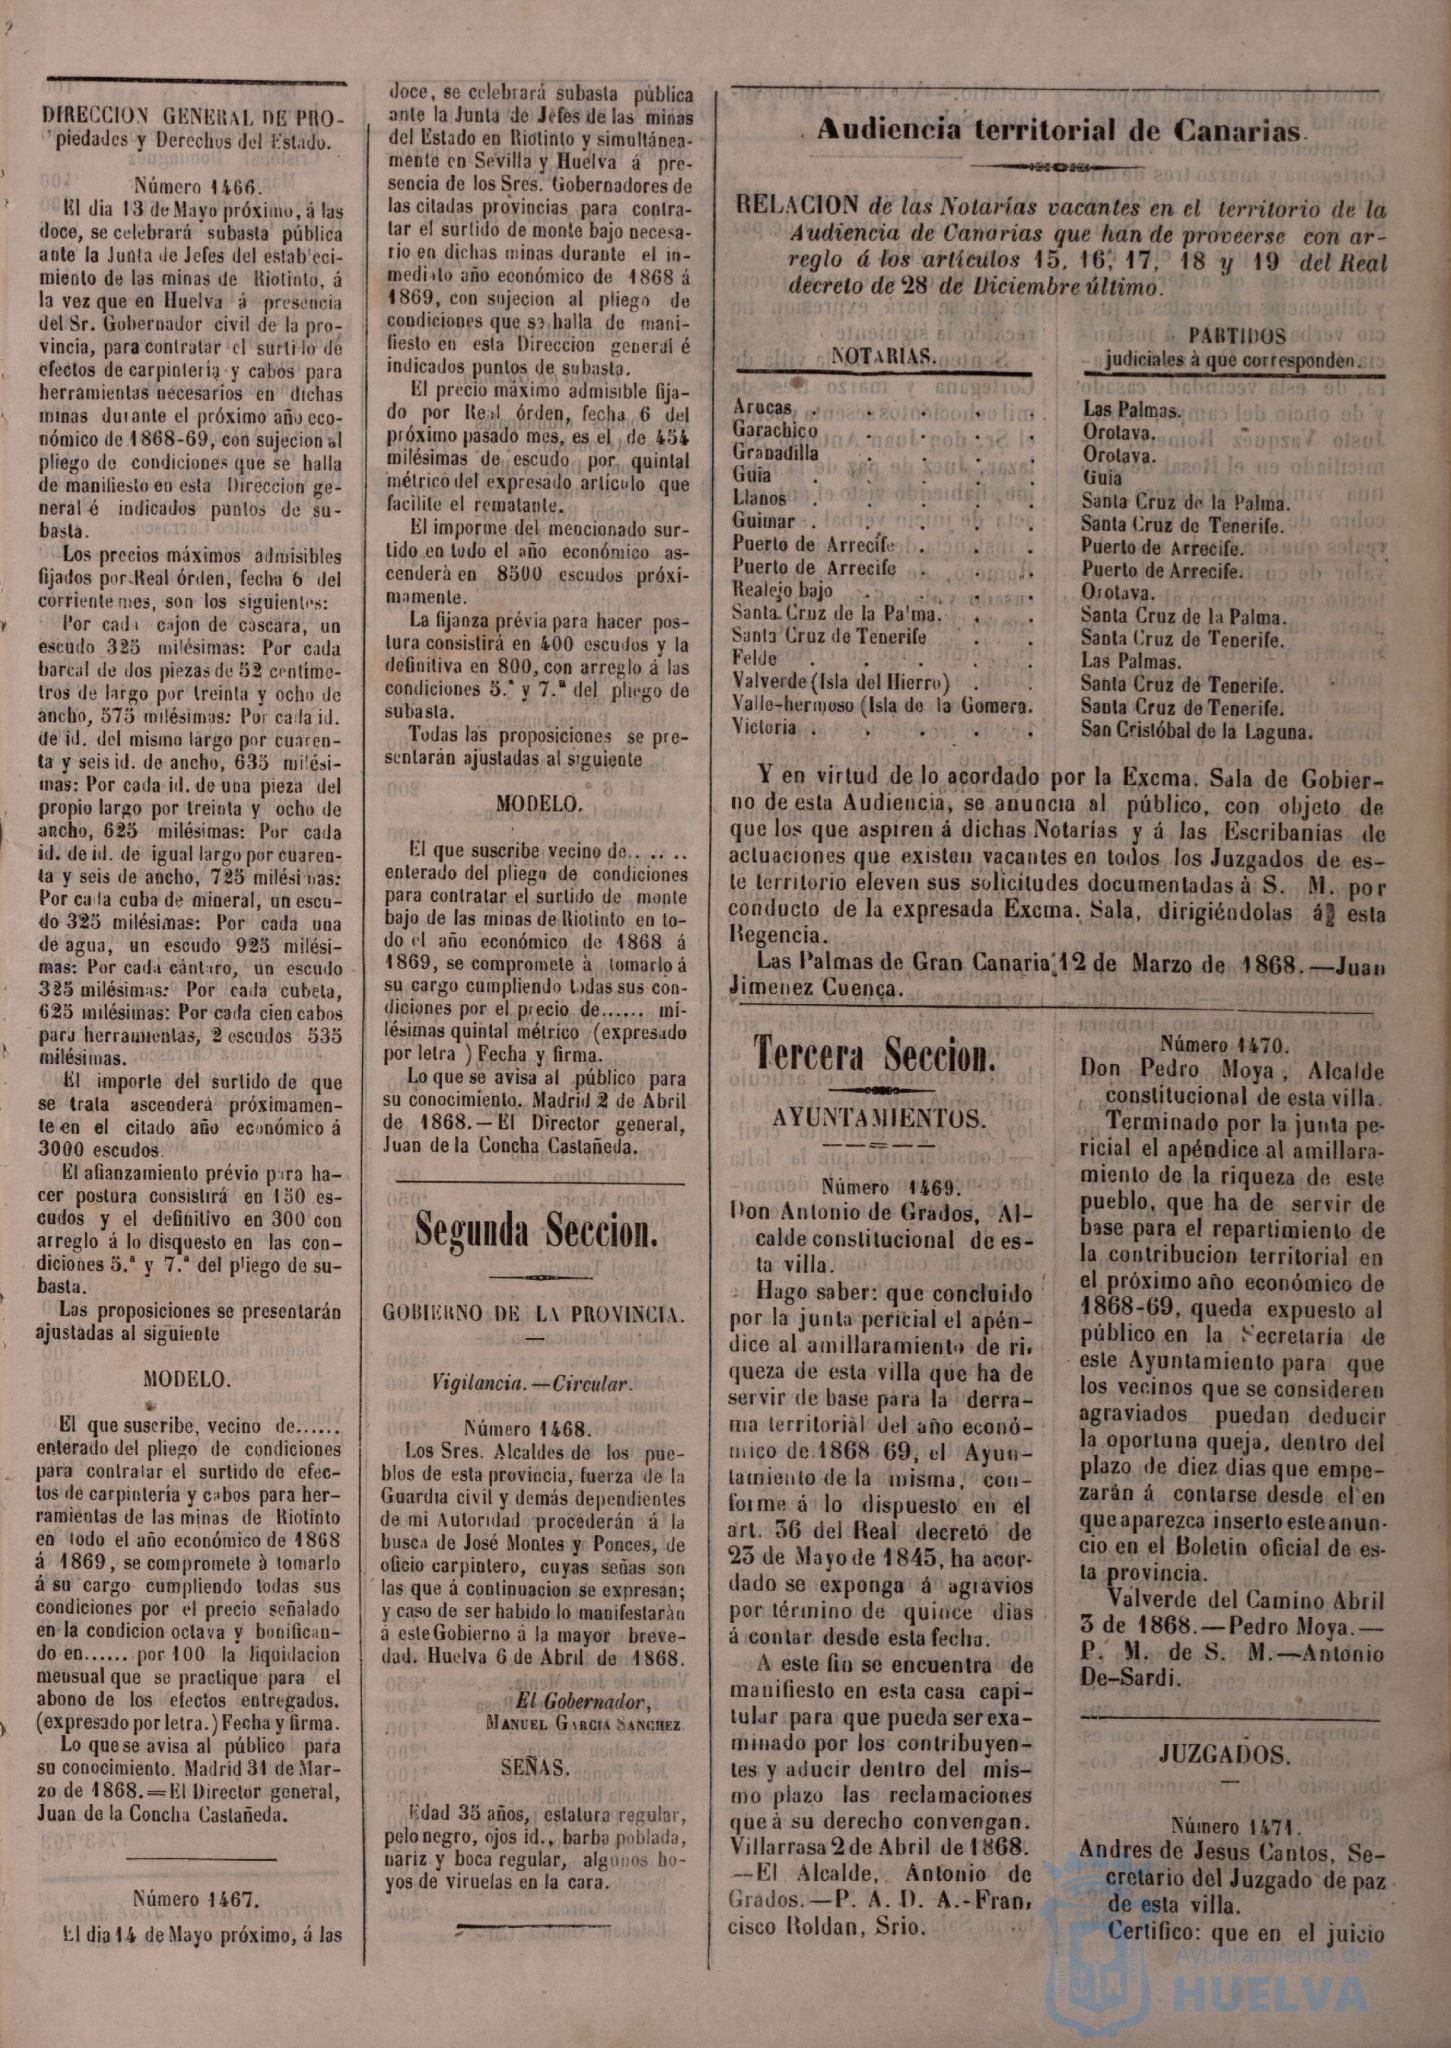 DIRECCION GENERAL DE PRO-
piedades y Derechos del Estado.
Número 1466.
El dia 13 de Mayo próximo, á las
doce, se celebrará subasta pública
ante la Junta de Jefes del estab'eci-
miento de las minas de Riotinto, á
la vez que en Huelva á presencia
del Sr. Gobernador civil de la pro-
vincia, para contratar el surtido de
efectos de carpintería y cabos para
herramientas necesarios en dichas
minas durante el próximo año eco-
nómico de 1868-69, con sujecion al
pliego de condiciones que se halla
de manifiesto en esta Direccion ge-
neral é indicados puntos de su-
basta.
Los precios máximos admisibles
fijados por Real órden, fecha 6 del
corriente mes, son los siguientes:
Por cada cajon de cáscara, un
escudo 325 milésimas: Por cada
barcal de dos piezas de 52 centíme-
tros de largo por treinta y ocho de
ancho, 575 milésimas: Por cada id.
de id. del mismo largo por cuaren-
ta y seis id. de ancho, 635 milési-
mas: Por cada id. de una pieza del
propio largo por treinta y ocho de
ancho, 625 milésimas: Por cada
id. de id. de igual largo por cuaren-
ta y seis de ancho, 725 milésimas:
Por cada cuba de mineral, un escu-
do 325 milésimas: Por cada una
de agua, un escudo 925 milési-
mas: Por cada cántaro, un escudo
325 milésimas: Por cada cubeta,
625 milésimas: Por cada cien cabos
para herramientas, 2 escudos 535
milésimas.
El importe del surtido de que
se trata ascenderá próximamen-
te en el citado año económico á
3000 escudos.
El afianzamiento prévio para ha-
cer postura consistirá en 150 es-
cudos y el definitivo en 300 con
arreglo á lo disquesto en las con-
diciones 5.ª y 7.ª del pliego de su-
basta.
Las proposiciones se presentarán
ajustadas al siguiente
MODELO.
El que suscribe, vecino de......
enterado del pliego de condiciones
para contratar el surtido de efec-
tos de carpintería y cabos para her-
ramientas de las minas de Riotinto
en todo el año económico de 1868
á 1869, se compromete à tomarlo
á su cargo cumpliendo todas sus
condiciones por el precio señalado
en la condicion octava y bonifican-
do en...... por 100 la liquidacion
mensual que se practique para el
abono de los efectos entregados.
(expresado por letra.) Fecha y firma.
Lo que se avisa al público para
su conocimiento. Madrid 31 de Mar-
zo de 1868.=El Director general,
Juan de la Concha Castañeda.
Número 1467.
El dia 14 de Mayo próximo, á las
doce, se celebrará subasta pública
ante la Junta de Jefes de las minas
del Estado en Riotinto y simultánea-
mente en Sevilla y Huelva á pre-
sencia de los Sres. Gobernadores de
las citadas provincias para contra-
tar el surtido de monte bajo necesa-
rio en dichas minas durante el in-
mediato año económico de 1868 á
1869, con sujecion al pliego de
condiciones que se halla de mani-
fiesto en esta Direccion general é
indicados puntos de subasta.
El precio máximo admisible fija-
do por Real órden, fecha 6 del
próximo pasado mes, es el de 454
milésimas de escudo por quintal
métrico del expresado artículo que
facilite el rematante.
El imporme del mencionado sur-
tido en todo el año económico as-
cenderá en 8500 escudos próxi-
mamente.
La fijanza prévia para hacer pos-
tura consistirá en 400 escudos y la
definitiva en 800, con arreglo á las
condiciones 5.ª y 7.ª del pliego de
subasta.
Todas las proposiciones se pre-
sentarán ajustadas al siguiente
MODELO.
El que suscribe vecino de.. .. ..
enterado del pliego de condiciones
para contratar el surtido de monte
bajo de las minas de Riotinto en to-
do el año económico de 1868 á
1869, se compromete à tomarlo á
su cargo cumpliendo todas sus con-
diciones por el precio de...... mi-
lésimas quintal métrico (expresado
por letra ) Fecha y firma.
Lo que se avisa al público para
su conocimiento. Madrid 2 de Abril
de 1868.—El Director general,
Juan de la Concha Castañeda.
Segunda Seccion.
GOBIERNO DE LA PROVINCIA.
Vigilancia.—Circular.
Número 1468.
Los Sres. Alcaldes de los pue-
blos de esta provincia, fuerza de la
Guardia civil y demás dependientes
de mi Autoridad procederán á la
busca de José Montes y Ponces, de
oficio carpintero, cuyas señas son
las que á continuacion se expresan;
y caso de ser habido lo manifestarán
á este Gobierno á la mayor breve-
dad. Huelva 6 de Abril de 1868.
El Gobernador,
MANUEL GARCIA SANCHEZ.
SEÑAS.
Edad 35 años, estatura regular,
pelo negro, ojos id., barba poblada,
nariz y boca regular, algunos ho-
yos de viruelas en la cara.
Audiencia territorial de Canarias.
RELACION de las Notarías vacantes en el territorio de la
Audiencia de Canarias que han de proveerse con ar-
reglo á los artículos 15, 16, 17, 18 y 19 del Real
decreto de 28 de Diciembre último.
NOTARIAS. PARTIDOS
judiciales à que corresponden.
Arucas . . . . . Las Palmas.
Garachico . . . . Orotava.
Granadilla . . . . Orotava.
Guia . . . . . Guia
Llanos . . . . . Santa Cruz de la Palma.
Guimar . . . . . Santa Cruz de Tenerife.
Puerto de Arrecife . . . Puerto de Arrecife.
Puerto de Arrecife . . . Puerto de Arrecife.
Realejo bajo . . . . Orotava.
Santa Cruz de la Palma. . . Santa Cruz de la Palma.
Santa Cruz de Tenerife . . Santa Cruz de Tenerife.
Felde . . . . . Las Palmas.
Valverde (Isla del Hierro) . . Santa Cruz de Tenerife.
Valle-hermoso (Isla de la Gomera. Santa Cruz de Tenerife.
Victoria . . . . . San Cristóbal de la Laguna.
Y en virtud de lo acordado por la Excma. Sala de Gobier-
no de esta Audiencia, se anuncia al público, con objeto de
que los que aspiren á dichas Notarías y á las Escribanías de
actuaciones que existen vacantes en todos los Juzgados de es-
te territorio eleven sus solicitudes documentadas à S. M. por
conducto de la expresada Excma. Sala, dirigiéndolas á esta
Regencia.
Las Palmas de Gran Canaria 12 de Marzo de 1868.—Juan
Jimenez Cuenca.
Tercera Seccion.
AYUNTAMIENTOS.
Número 1469.
Don Antonio de Grados, Al-
calde constitucional de es-
ta villa.
Hago saber: que concluido
por la junta pericial el apén-
dice al amillaramiento de ri-
queza de esta villa que ha de
servir de base para la derra-
ma territorial del año econó-
mico de 1868 69, el Ayun-
tamiento de la misma, con-
forme á lo dispuesto en el
art. 36 del Real decreto de
23 de Mayo de 1845, ha acor-
dado se exponga á agravios
por término de quince dias
á contar desde esta fecha.
A este fin se encuentra de
manifiesto en esta casa capi-
tular para que pueda ser exa-
minado por los contribuyen-
tes y aducir dentro del mis-
mo plazo las reclamaciones
que á su derecho convengan.
Villarrasa 2 de Abril de 1868.
—El Alcalde, Antonio de
Grados.—P. A. D. A.-Fran-
cisco Roldan, Srio.
Número 1470.
Don Pedro Moya, Alcalde
constitucional de esta villa.
Terminado por la junta pe-
ricial el apéndice al amillara-
miento de la riqueza de este
pueblo, que ha de servir de
base para el repartimiento de
la contribucion territorial en
el próximo año económico de
1868-69, queda expuesto al
público en la Secretaría de
este Ayuntamiento para que
los vecinos que se consideren
agraviados puedan deducir
la oportuna queja, dentro del
plazo de diez dias que empe-
zarán á contarse desde el en
que aparezca inserto este anun-
cio en el Boletin oficial de es-
ta provincia.
Valverde del Camino Abril
3 de 1868.—Pedro Moya.—
P. M. de S. M.—Antonio
De-Sardi.
JUZGADOS.
Número 1471.
Andres de Jesus Cantos, Se-
cretario del Juzgado de paz
de esta villa.
Certifico: que en el juicio
Ayuntamiento de
HUELVA